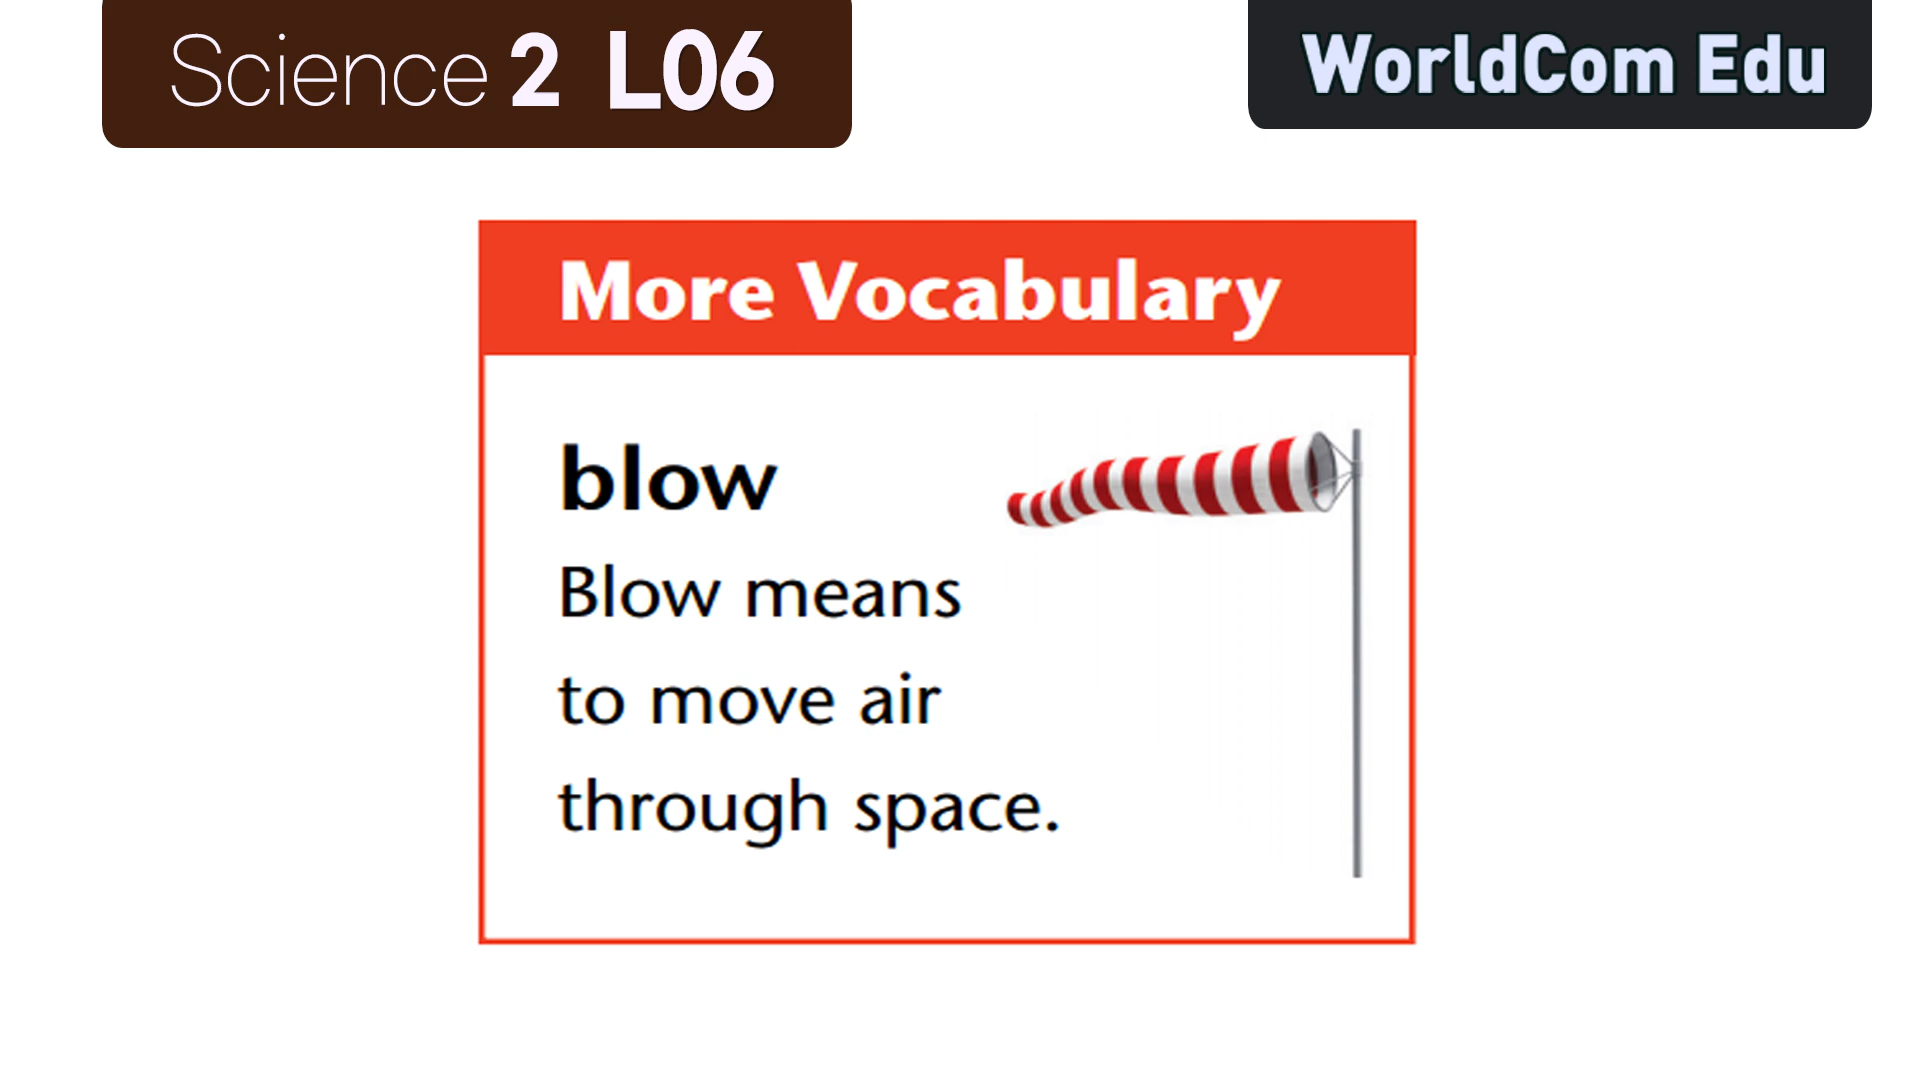 Science 2 L06
WorldCom Edu
More Vocabulary
blow
Blow means
to move air
through space.